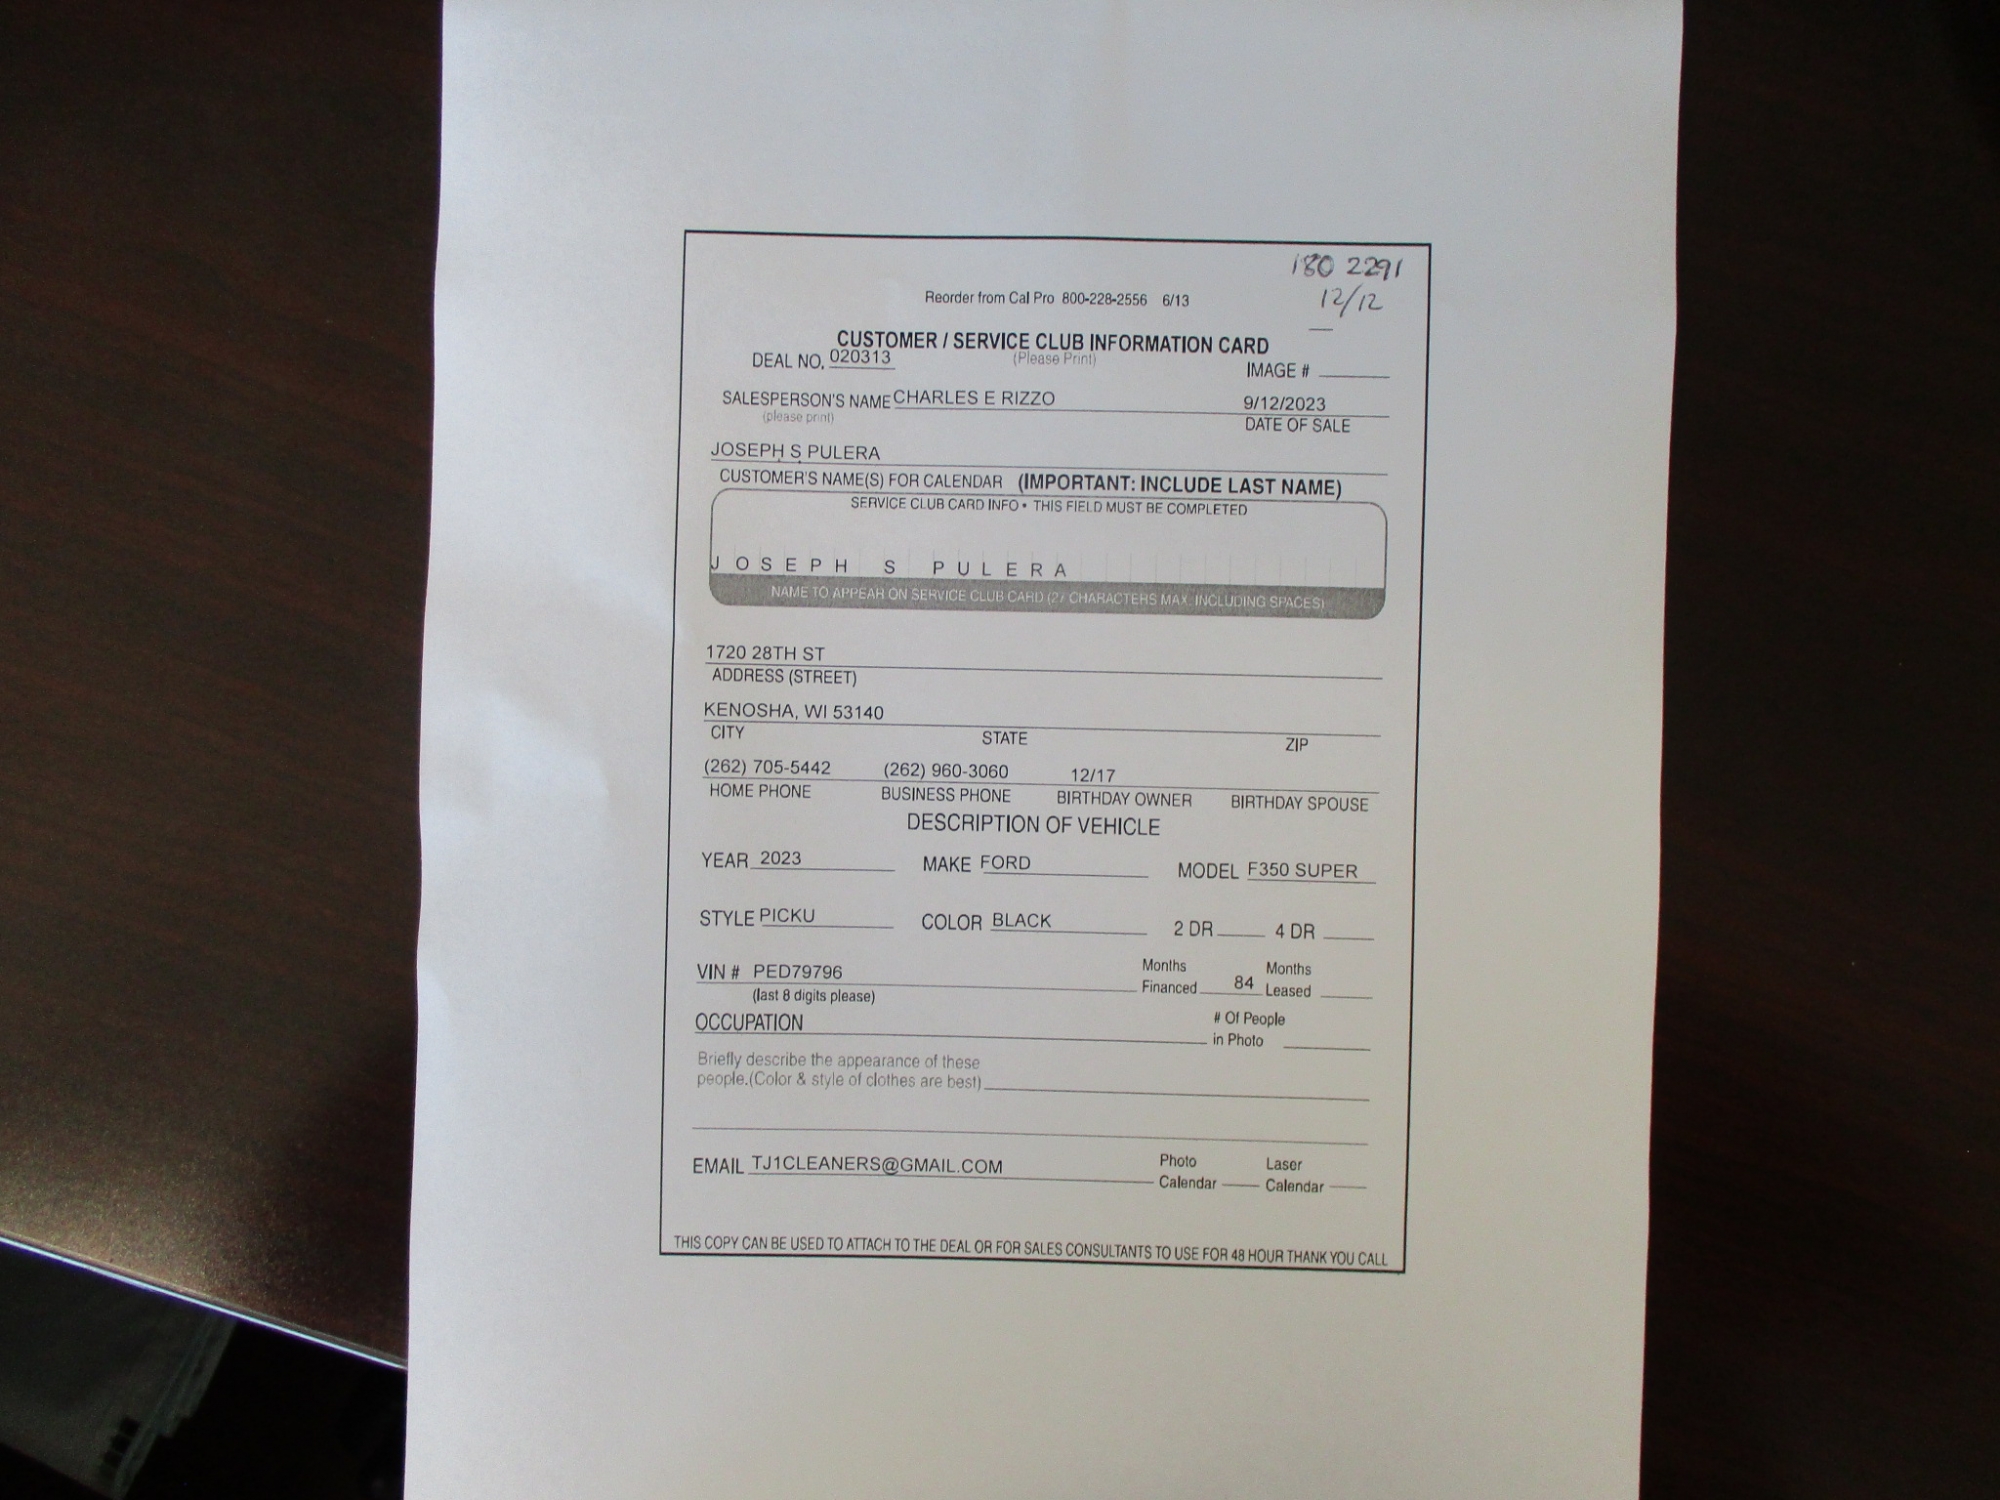 180 2291
Reorder from Cal Pro 800-228-2556 6/13
12/12
CUSTOMER / SERVICE CLUB INFORMATION CARD
DEAL NO. 020313 (Please Print)
IMAGE #
SALESPERSON'S NAME CHARLES E RIZZO 9/12/2023
(please print) DATE OF SALE
JOSEPH S PULERA
CUSTOMER'S NAME(S) FOR CALENDAR (IMPORTANT: INCLUDE LAST NAME)
SERVICE CLUB CARD INFO • THIS FIELD MUST BE COMPLETED
JOSEPH S PULERA
NAME TO APPEAR ON SERVICE CLUB CARD (27 CHARACTERS MAX. INCLUDING SPACES)
1720 28TH ST
ADDRESS (STREET)
KENOSHA, WI 53140
CITY STATE ZIP
(262) 705-5442 (262) 960-3060 12/17
HOME PHONE BUSINESS PHONE BIRTHDAY OWNER BIRTHDAY SPOUSE
DESCRIPTION OF VEHICLE
YEAR 2023 MAKE FORD MODEL F350 SUPER
STYLE PICKU COLOR BLACK 2 DR 4 DR
VIN # PED79796 Months Financed 84 Months Leased
(last 8 digits please)
OCCUPATION # Of People in Photo
Briefly describe the appearance of these
people.(Color & style of clothes are best)
EMAIL TJ1CLEANERS@GMAIL.COM Photo Calendar Laser Calendar
THIS COPY CAN BE USED TO ATTACH TO THE DEAL OR FOR SALES CONSULTANTS TO USE FOR 48 HOUR THANK YOU CALL